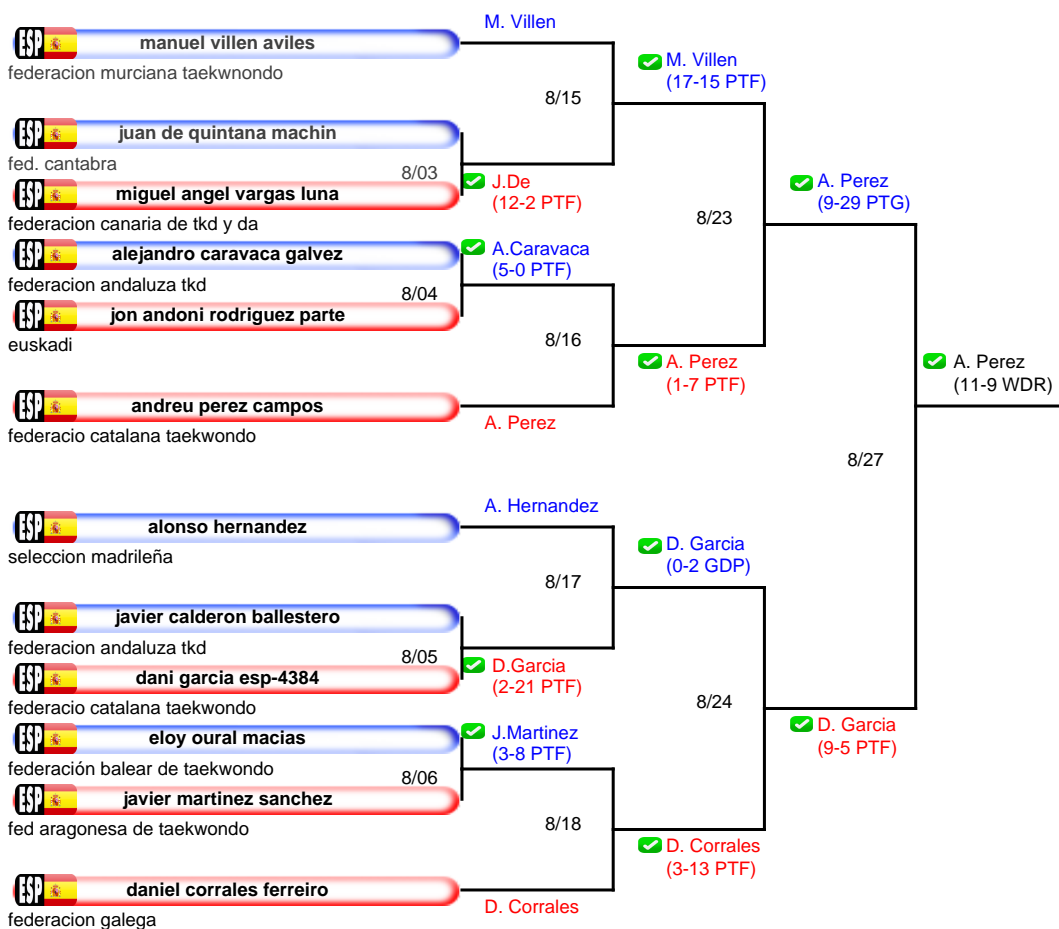 M. Villen
ESP manuel villen aviles
federacion murciana taekwnondo
M. Villen
(17-15 PTF)
8/15
ESP juan de quintana machin
fed. cantabra
8/03
J.De
(12-2 PTF)
ESP miguel angel vargas luna
federacion canaria de tkd y da
A. Perez
(9-29 PTG)
8/23
ESP alejandro caravaca galvez
federacion andaluza tkd
A.Caravaca
(5-0 PTF)
8/04
ESP jon andoni rodriguez parte
euskadi
8/16
A. Perez
(1-7 PTF)
A. Perez
(11-9 WDR)
ESP andreu perez campos
federacio catalana taekwondo
A. Perez
8/27
A. Hernandez
ESP alonso hernandez
seleccion madrileña
D. Garcia
(0-2 GDP)
8/17
ESP javier calderon ballestero
federacion andaluza tkd
8/05
D.Garcia
(2-21 PTF)
ESP dani garcia esp-4384
federacio catalana taekwondo
8/24
D. Garcia
(9-5 PTF)
ESP eloy oural macias
federación balear de taekwondo
J.Martinez
(3-8 PTF)
8/06
ESP javier martinez sanchez
fed aragonesa de taekwondo
8/18
D. Corrales
(3-13 PTF)
ESP daniel corrales ferreiro
federacion galega
D. Corrales